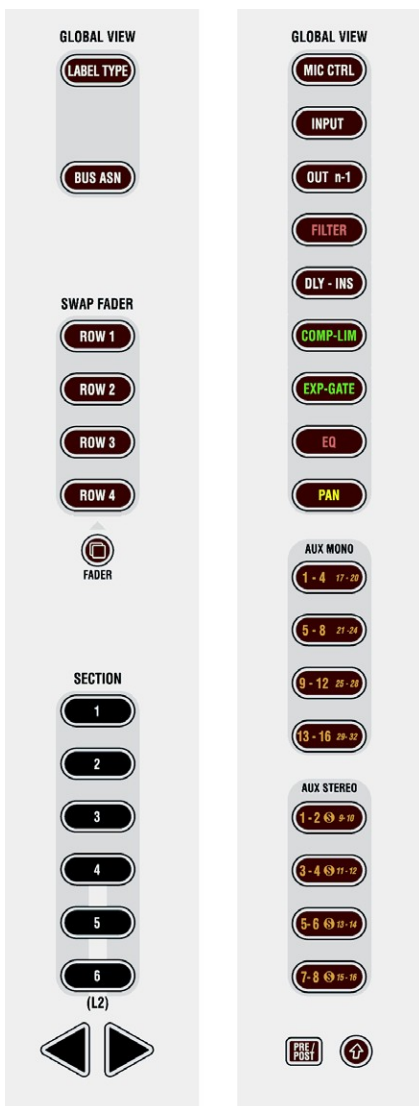 GLOBAL VIEW
LABEL TYPE
BUS ASN
SWAP FADER
ROW 1
ROW 2
ROW 3
ROW 4
FADER
SECTION
1
2
3
4
5
6
(L2)
GLOBAL VIEW
MIC CTRL
INPUT
OUT n-1
FILTER
DLY - INS
COMP-LIM
EXP-GATE
EQ
PAN
AUX MONO
1 - 4 17 - 20
5 - 8 21 -24
9 - 12 25 - 28
13 - 16 29- 32
AUX STEREO
1 - 2 S 9-10
3 - 4 S 11 - 12
5- 6 S 13 - 14
7- 8 S 15 - 16
PRE /
POST